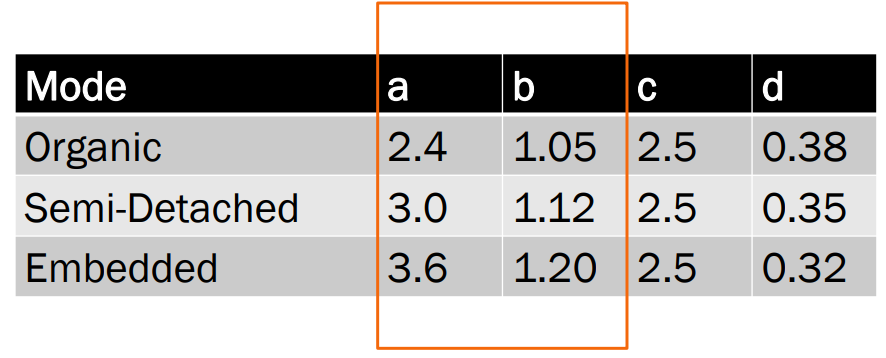 Mode a b c d
Organic 2.4 1.05 2.5 0.38
Semi-Detached 3.0 1.12 2.5 0.35
Embedded 3.6 1.20 2.5 0.32